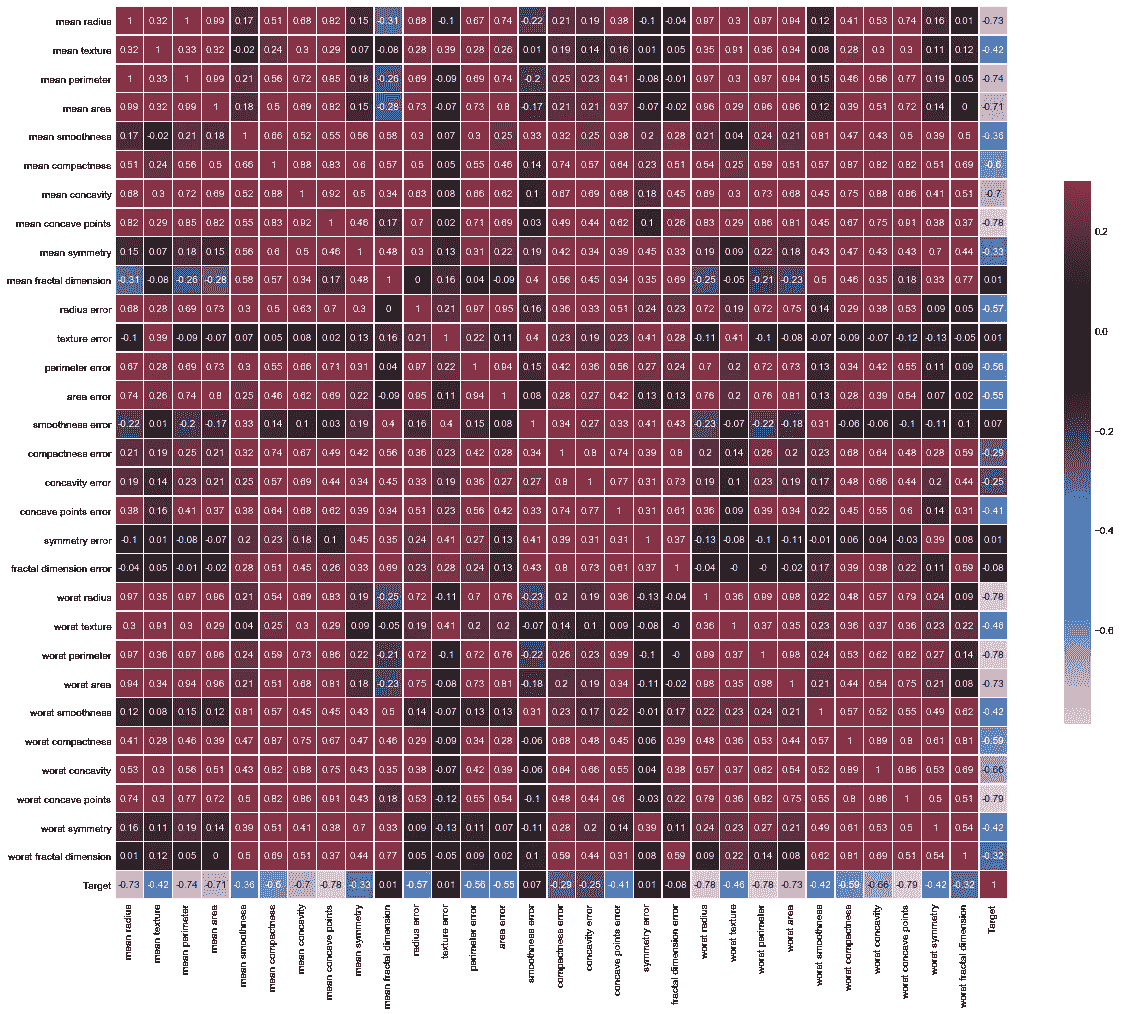 mean radius 1 0.32 1 0.99 0.17 0.51 0.68 0.82 0.15 -0.31 0.68 -0.1 0.67 0.74 -0.22 0.21 0.19 0.38 -0.1 -0.04 0.97 0.3 0.97 0.94 0.12 0.41 0.53 0.74 0.16 0.01 -0.73
mean texture 0.32 1 0.33 0.32 -0.02 0.24 0.3 0.29 0.07 -0.08 0.28 0.39 0.28 0.26 0.01 0.19 0.14 0.16 0.01 0.05 0.35 0.91 0.36 0.34 0.08 0.28 0.3 0.3 0.11 0.12 -0.42
mean perimeter 1 0.33 1 0.99 0.21 0.56 0.72 0.85 0.18 -0.26 0.69 -0.09 0.69 0.74 -0.2 0.25 0.23 0.41 -0.08 -0.01 0.97 0.3 0.97 0.94 0.15 0.46 0.56 0.77 0.19 0.05 -0.74
mean area 0.99 0.32 0.99 1 0.18 0.5 0.69 0.82 0.15 -0.28 0.73 -0.07 0.73 0.8 -0.17 0.21 0.21 0.37 -0.07 -0.02 0.96 0.29 0.96 0.96 0.12 0.39 0.51 0.72 0.14 0 -0.71
mean smoothness 0.17 -0.02 0.21 0.18 1 0.66 0.52 0.55 0.56 0.58 0.3 0.07 0.3 0.25 0.33 0.32 0.25 0.38 0.2 0.28 0.21 0.04 0.24 0.21 0.81 0.47 0.43 0.5 0.39 0.5 -0.36
mean compactness 0.51 0.24 0.56 0.5 0.66 1 0.88 0.83 0.6 0.57 0.5 0.05 0.55 0.46 0.14 0.74 0.57 0.64 0.23 0.51 0.54 0.25 0.59 0.51 0.57 0.87 0.82 0.82 0.51 0.69 -0.6
mean concavity 0.68 0.3 0.72 0.69 0.52 0.88 1 0.92 0.5 0.34 0.63 0.08 0.66 0.62 0.1 0.67 0.69 0.68 0.18 0.45 0.69 0.3 0.73 0.68 0.45 0.75 0.88 0.86 0.41 0.51 -0.7
mean concave points 0.82 0.29 0.85 0.82 0.55 0.83 0.92 1 0.46 0.17 0.7 0.02 0.71 0.69 0.03 0.49 0.44 0.62 0.1 0.26 0.83 0.29 0.86 0.81 0.45 0.67 0.75 0.91 0.38 0.37 -0.78
mean symmetry 0.15 0.07 0.18 0.15 0.56 0.6 0.5 0.46 1 0.48 0.3 0.13 0.31 0.22 0.19 0.42 0.34 0.39 0.45 0.33 0.19 0.09 0.22 0.18 0.43 0.47 0.43 0.43 0.7 0.44 -0.33
mean fractal dimension -0.31 -0.08 -0.26 -0.28 0.58 0.57 0.34 0.17 0.48 1 0 0.16 0.04 -0.09 0.4 0.56 0.45 0.34 0.35 0.69 -0.25 -0.05 -0.21 -0.23 0.5 0.46 0.35 0.18 0.33 0.77 0.01
radius error 0.68 0.28 0.69 0.73 0.3 0.5 0.63 0.7 0.3 0 1 0.21 0.97 0.95 0.16 0.36 0.33 0.51 0.24 0.23 0.72 0.19 0.72 0.75 0.14 0.29 0.38 0.53 0.09 0.05 -0.57
texture error -0.1 0.39 -0.09 -0.07 0.07 0.05 0.08 0.02 0.13 0.16 0.21 1 0.22 0.11 0.4 0.23 0.19 0.23 0.41 0.28 -0.11 0.41 -0.1 -0.08 -0.07 -0.09 -0.07 -0.12 -0.13 -0.05 0.01
perimeter error 0.67 0.28 0.69 0.73 0.3 0.55 0.66 0.71 0.31 0.04 0.97 0.22 1 0.94 0.15 0.42 0.36 0.56 0.27 0.24 0.7 0.2 0.72 0.73 0.13 0.34 0.42 0.55 0.11 0.09 -0.56
area error 0.74 0.26 0.74 0.8 0.25 0.46 0.62 0.69 0.22 -0.09 0.95 0.11 0.94 1 0.08 0.28 0.27 0.42 0.13 0.13 0.76 0.2 0.76 0.81 0.13 0.28 0.39 0.54 0.07 0.02 -0.55
smoothness error -0.22 0.01 -0.2 -0.17 0.33 0.14 0.1 0.03 0.19 0.4 0.16 0.4 0.15 0.08 1 0.34 0.27 0.33 0.41 0.43 -0.23 -0.07 -0.22 -0.18 0.31 -0.06 -0.06 -0.1 -0.11 0.1 0.07
compactness error 0.21 0.19 0.25 0.21 0.32 0.74 0.67 0.49 0.42 0.56 0.36 0.23 0.42 0.28 0.34 1 0.8 0.74 0.39 0.8 0.2 0.14 0.26 0.2 0.23 0.68 0.64 0.48 0.28 0.59 -0.29
concavity error 0.19 0.14 0.23 0.21 0.25 0.57 0.69 0.44 0.34 0.45 0.33 0.19 0.36 0.27 0.27 0.8 1 0.77 0.31 0.73 0.19 0.1 0.23 0.19 0.17 0.48 0.66 0.44 0.2 0.44 -0.25
concave points error 0.38 0.16 0.41 0.37 0.38 0.64 0.68 0.62 0.39 0.34 0.51 0.23 0.56 0.42 0.33 0.74 0.77 1 0.31 0.61 0.36 0.09 0.39 0.34 0.22 0.45 0.55 0.6 0.14 0.31 -0.41
symmetry error -0.1 0.01 -0.08 -0.07 0.2 0.23 0.18 0.1 0.45 0.35 0.24 0.41 0.27 0.13 0.41 0.39 0.31 0.31 1 0.37 -0.13 -0.08 -0.1 -0.11 -0.01 0.06 0.04 -0.03 0.39 0.08 0.01
fractal dimension error -0.04 0.05 -0.01 -0.02 0.28 0.51 0.45 0.26 0.33 0.69 0.23 0.28 0.24 0.13 0.43 0.8 0.73 0.61 0.37 1 -0.04 -0 -0 -0.02 0.17 0.39 0.38 0.22 0.11 0.59 -0.08
worst radius 0.97 0.35 0.97 0.96 0.21 0.54 0.69 0.83 0.19 -0.25 0.72 -0.11 0.7 0.76 -0.23 0.2 0.19 0.36 -0.13 -0.04 1 0.36 0.99 0.98 0.22 0.48 0.57 0.79 0.24 0.09 -0.78
worst texture 0.3 0.91 0.3 0.29 0.04 0.25 0.3 0.29 0.09 -0.05 0.19 0.41 0.2 0.2 -0.07 0.14 0.1 0.09 -0.08 -0 0.36 1 0.37 0.35 0.23 0.36 0.37 0.36 0.23 0.22 -0.46
worst perimeter 0.97 0.36 0.97 0.96 0.24 0.59 0.73 0.86 0.22 -0.21 0.72 -0.1 0.72 0.76 -0.22 0.26 0.23 0.39 -0.1 -0 0.99 0.37 1 0.98 0.24 0.53 0.62 0.82 0.27 0.14 -0.78
worst area 0.94 0.34 0.94 0.96 0.21 0.51 0.68 0.81 0.18 -0.23 0.75 -0.08 0.73 0.81 -0.18 0.2 0.19 0.34 -0.11 -0.02 0.98 0.35 0.98 1 0.21 0.44 0.54 0.75 0.21 0.08 -0.73
worst smoothness 0.12 0.08 0.15 0.12 0.81 0.57 0.45 0.45 0.43 0.5 0.14 -0.07 0.13 0.13 0.31 0.23 0.17 0.22 -0.01 0.17 0.22 0.23 0.24 0.21 1 0.57 0.52 0.55 0.49 0.62 -0.42
worst compactness 0.41 0.28 0.46 0.39 0.47 0.87 0.75 0.67 0.47 0.46 0.29 -0.09 0.34 0.28 -0.06 0.68 0.48 0.45 0.06 0.39 0.48 0.36 0.53 0.44 0.57 1 0.89 0.8 0.61 0.81 -0.59
worst concavity 0.53 0.3 0.56 0.51 0.43 0.82 0.88 0.75 0.43 0.35 0.38 -0.07 0.42 0.39 -0.06 0.64 0.66 0.55 0.04 0.38 0.57 0.37 0.62 0.54 0.52 0.89 1 0.86 0.53 0.69 -0.66
worst concave points 0.74 0.3 0.77 0.72 0.5 0.82 0.86 0.91 0.43 0.18 0.53 -0.12 0.55 0.54 -0.1 0.48 0.44 0.6 -0.03 0.22 0.79 0.36 0.82 0.75 0.55 0.8 0.86 1 0.5 0.51 -0.79
worst symmetry 0.16 0.11 0.19 0.14 0.39 0.51 0.41 0.38 0.7 0.33 0.09 -0.13 0.11 0.07 -0.11 0.28 0.2 0.14 0.39 0.11 0.24 0.23 0.27 0.21 0.49 0.61 0.53 0.5 1 0.54 -0.42
worst fractal dimension 0.01 0.12 0.05 0 0.5 0.69 0.51 0.37 0.44 0.77 0.05 -0.05 0.09 0.02 0.1 0.59 0.44 0.31 0.08 0.59 0.09 0.22 0.14 0.08 0.62 0.81 0.69 0.51 0.54 1 -0.32
Target -0.73 -0.42 -0.74 -0.71 -0.36 -0.6 -0.7 -0.78 -0.33 0.01 -0.57 0.01 -0.56 -0.55 0.07 -0.29 -0.25 -0.41 0.01 -0.08 -0.78 -0.46 -0.78 -0.73 -0.42 -0.59 -0.66 -0.79 -0.42 -0.32 1
mean radius
mean texture
mean perimeter
mean area
mean smoothness
mean compactness
mean concavity
mean concave points
mean symmetry
mean fractal dimension
radius error
texture error
perimeter error
area error
smoothness error
compactness error
concavity error
concave points error
symmetry error
fractal dimension error
worst radius
worst texture
worst perimeter
worst area
worst smoothness
worst compactness
worst concavity
worst concave points
worst symmetry
worst fractal dimension
Target
0.2
0.0
-0.2
-0.4
-0.6